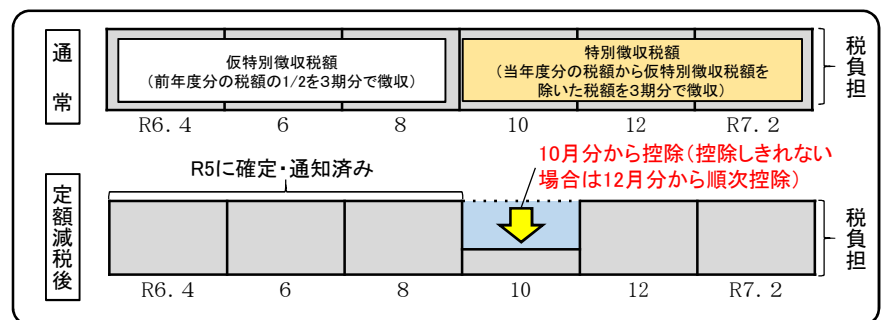 通常
仮特別徴収税額
(前年度分の税額の1/2を3期分で徴収)
特別徴収税額
(当年度分の税額から仮特別徴収税額を
除いた税額を3期分で徴収)
税負担
R6.4 6 8 10 12 R7.2
R5に確定・通知済み
10月分から控除(控除しきれない
場合は12月分から順次控除)
定額減税後
税負担
R6.4 6 8 10 12 R7.2